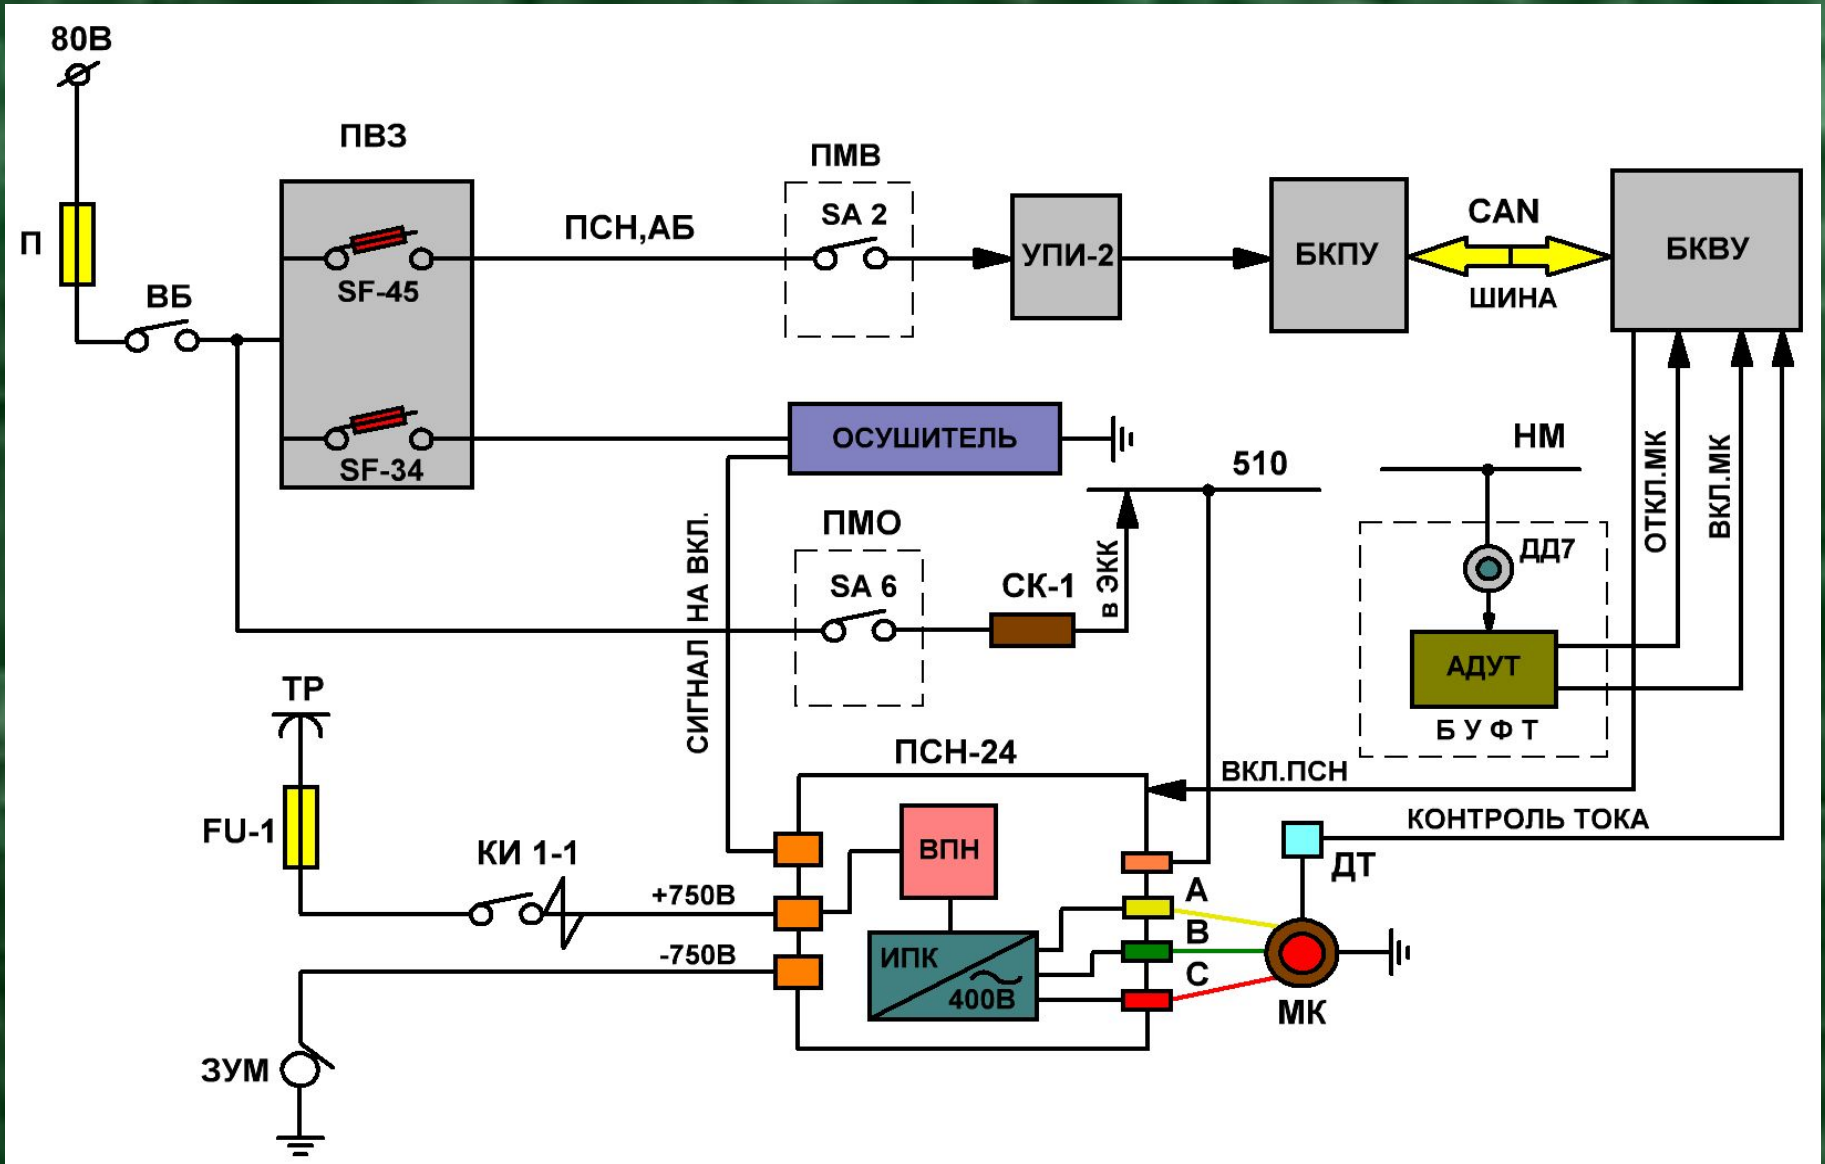 80В
ПВЗ
ПМВ
SA 2
ПСН,АБ
CAN
П
SF-45
УПИ-2
БКПУ
БКВУ
ШИНА
ВБ
SF-34
ОСУШИТЕЛЬ
510
НМ
ОТКЛ.МК
ВКЛ.МК
СИГНАЛ НА ВКЛ.
ПМО
SA 6
СК-1
в ЭКК
ДД7
АДУТ
Б У Ф Т
ТР
ПСН-24
ВКЛ.ПСН
FU-1
КИ 1-1
ВПН
КОНТРОЛЬ ТОКА
ДТ
+750В
А
В
-750В
ИПК
400В
С
МК
ЗУМ